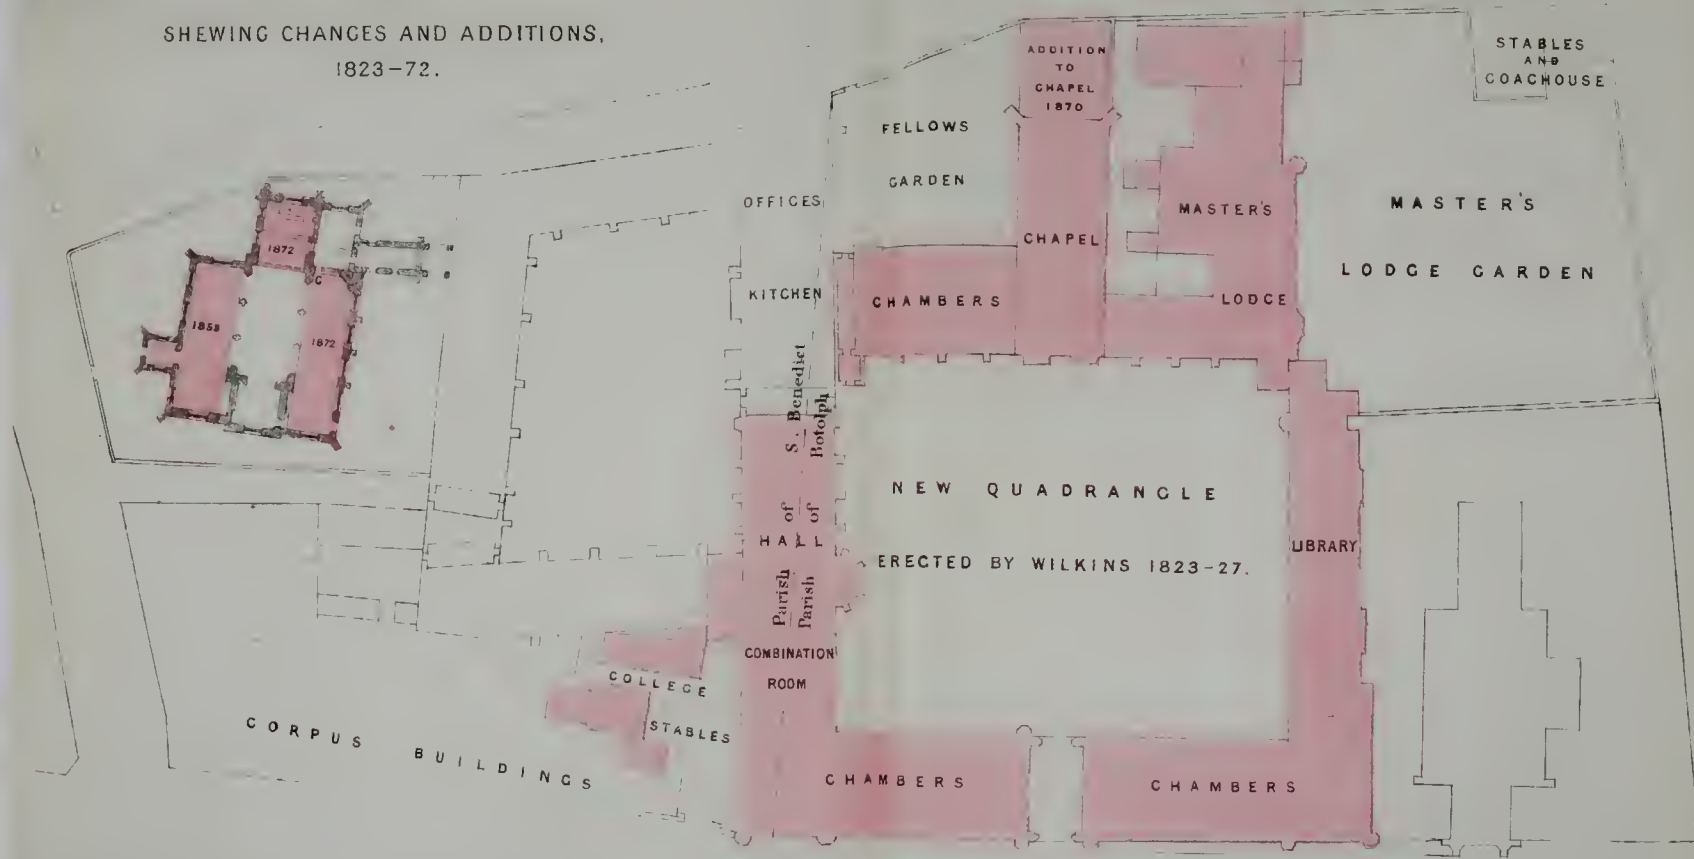 SHEWING CHANGES AND ADDITIONS,
1823-72.
ADDITION
TO
CHAPEL
1870
STABLES
AND
COACHOUSE
FELLOWS
GARDEN
OFFICES
MASTER'S
LODGE
MASTER'S
LODGE GARDEN
CHAPEL
1872
1858
1872
KITCHEN
CHAMBERS
Parish of S. Benedict
Parish of Botolph
NEW QUADRANGLE
ERECTED BY WILKINS 1823-27.
HALL
LIBRARY
COMBINATION
ROOM
COLLEGE
STABLES
CORPUS BUILDINGS
CHAMBERS
CHAMBERS